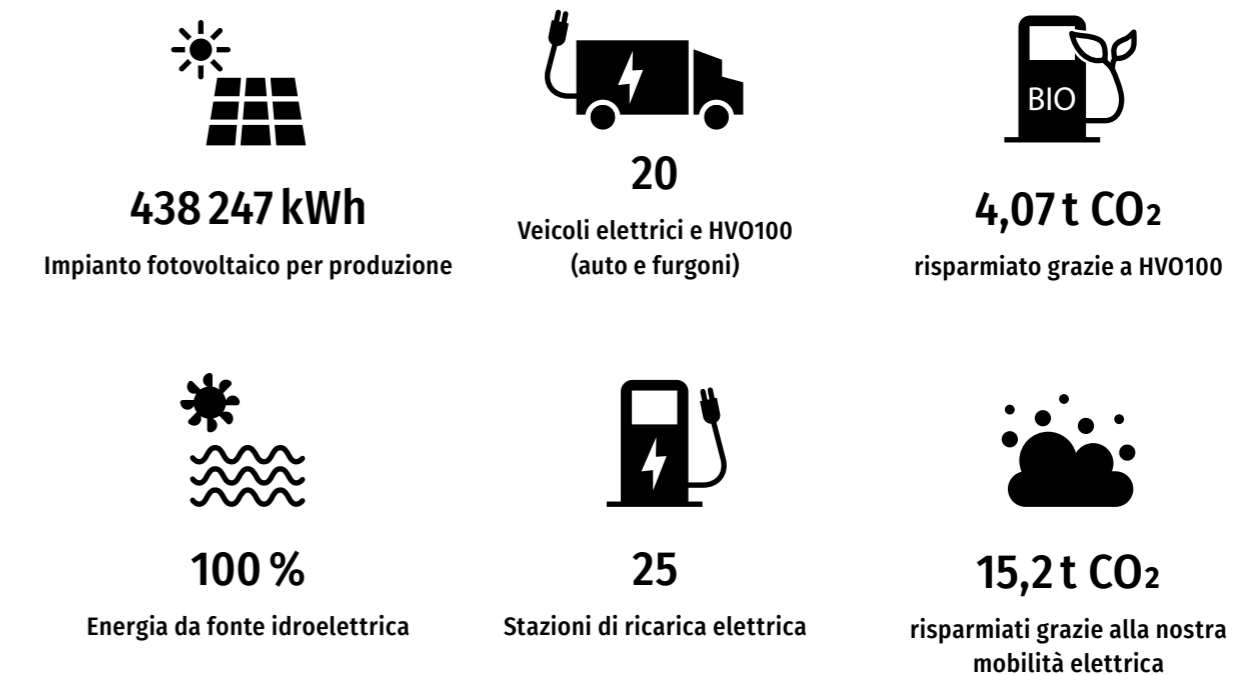 BIO
438 247 kWh
Impianto fotovoltaico per produzione
20
Veicoli elettrici e HVO100
(auto e furgoni)
4,07 t CO2
risparmiato grazie a HVO100
100 %
Energia da fonte idroelettrica
25
Stazioni di ricarica elettrica
15,2 t CO2
risparmiati grazie alla nostra
mobilità elettrica